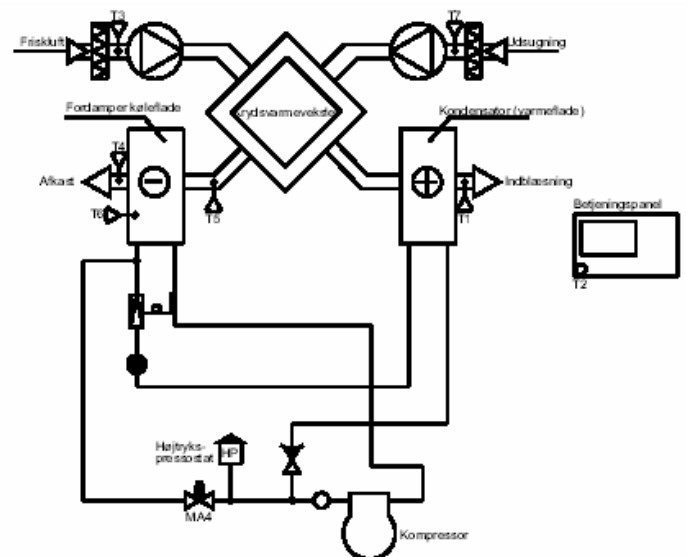 T3
T7
Friskluft
Udsugning
Fordamper køleflade
krydsvarmeveksler
Kondensator (varmeflade)
T4
Afkast
Indblæsning
T6
T5
T1
Betjeningspanel
T2
Højtryks-
pressostat
HP
MA4
Kompressor